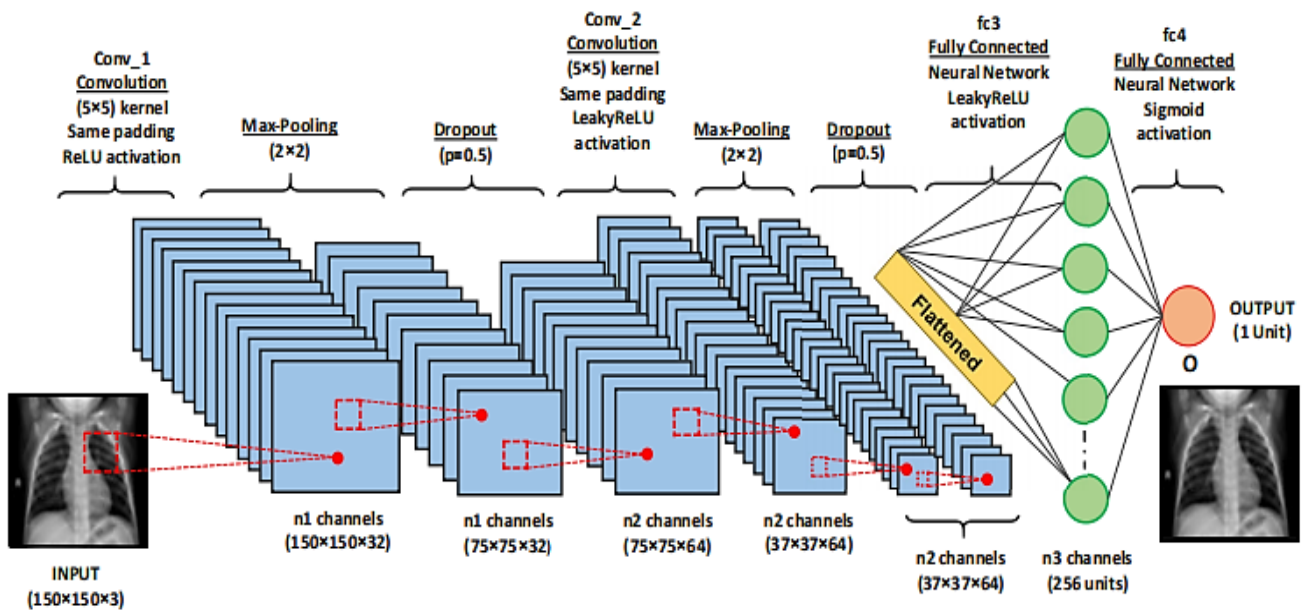 Conv_1
Convolution
(5×5) kernel
Same padding
ReLU activation
Max-Pooling
(2×2)
Dropout
(p=0.5)
Conv_2
Convolution
(5×5) kernel
Same padding
LeakyReLU
activation
Max-Pooling
(2×2)
Dropout
(p=0.5)
fc3
Fully Connected
Neural Network
LeakyReLU
activation
fc4
Fully Connected
Neural Network
Sigmoid
activation
Flattened
OUTPUT
(1 Unit)
O
INPUT
(150×150×3)
n1 channels
(150×150×32)
n1 channels
(75×75×32)
n2 channels
(75×75×64)
n2 channels
(37×37×64)
n2 channels
(37×37×64)
n3 channels
(256 units)